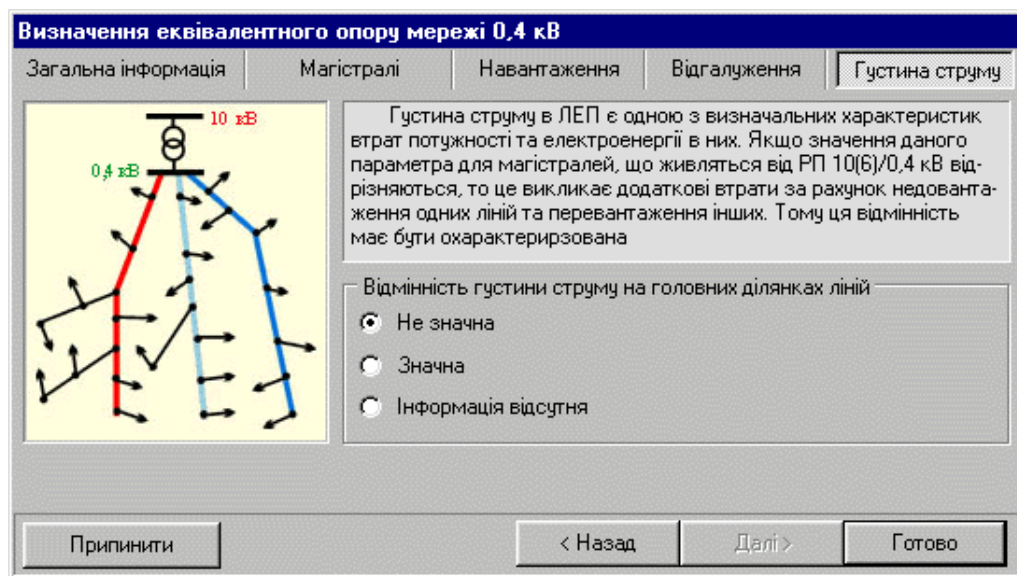 Визначення еквівалентного опору мережі 0,4 кВ
Загальна інформація Магістралі Навантаження Відгалуження Густина струму
10 кВ
0,4 кВ
Густина струму в ЛЕП є одною з визначальних характеристик
втрат потужності та електроенергії в них. Якщо значення даного
параметра для магістралей, що живляться від РП 10(6)/0,4 кВ від-
різняються, то це викликає додаткові втрати за рахунок недованта-
ження одних ліній та перевантаження інших. Тому ця відмінність
має бути охарактерирзована
Відмінність густини струму на головних ділянках ліній
Не значна
Значна
Інформація відсутня
Припинити < Назад Далі > Готово